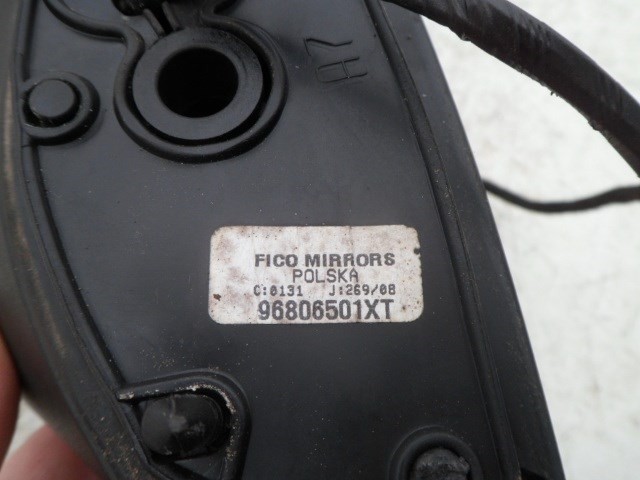 FICO MIRRORS
POLSKA
C:0131 J:269/08
96806501XT